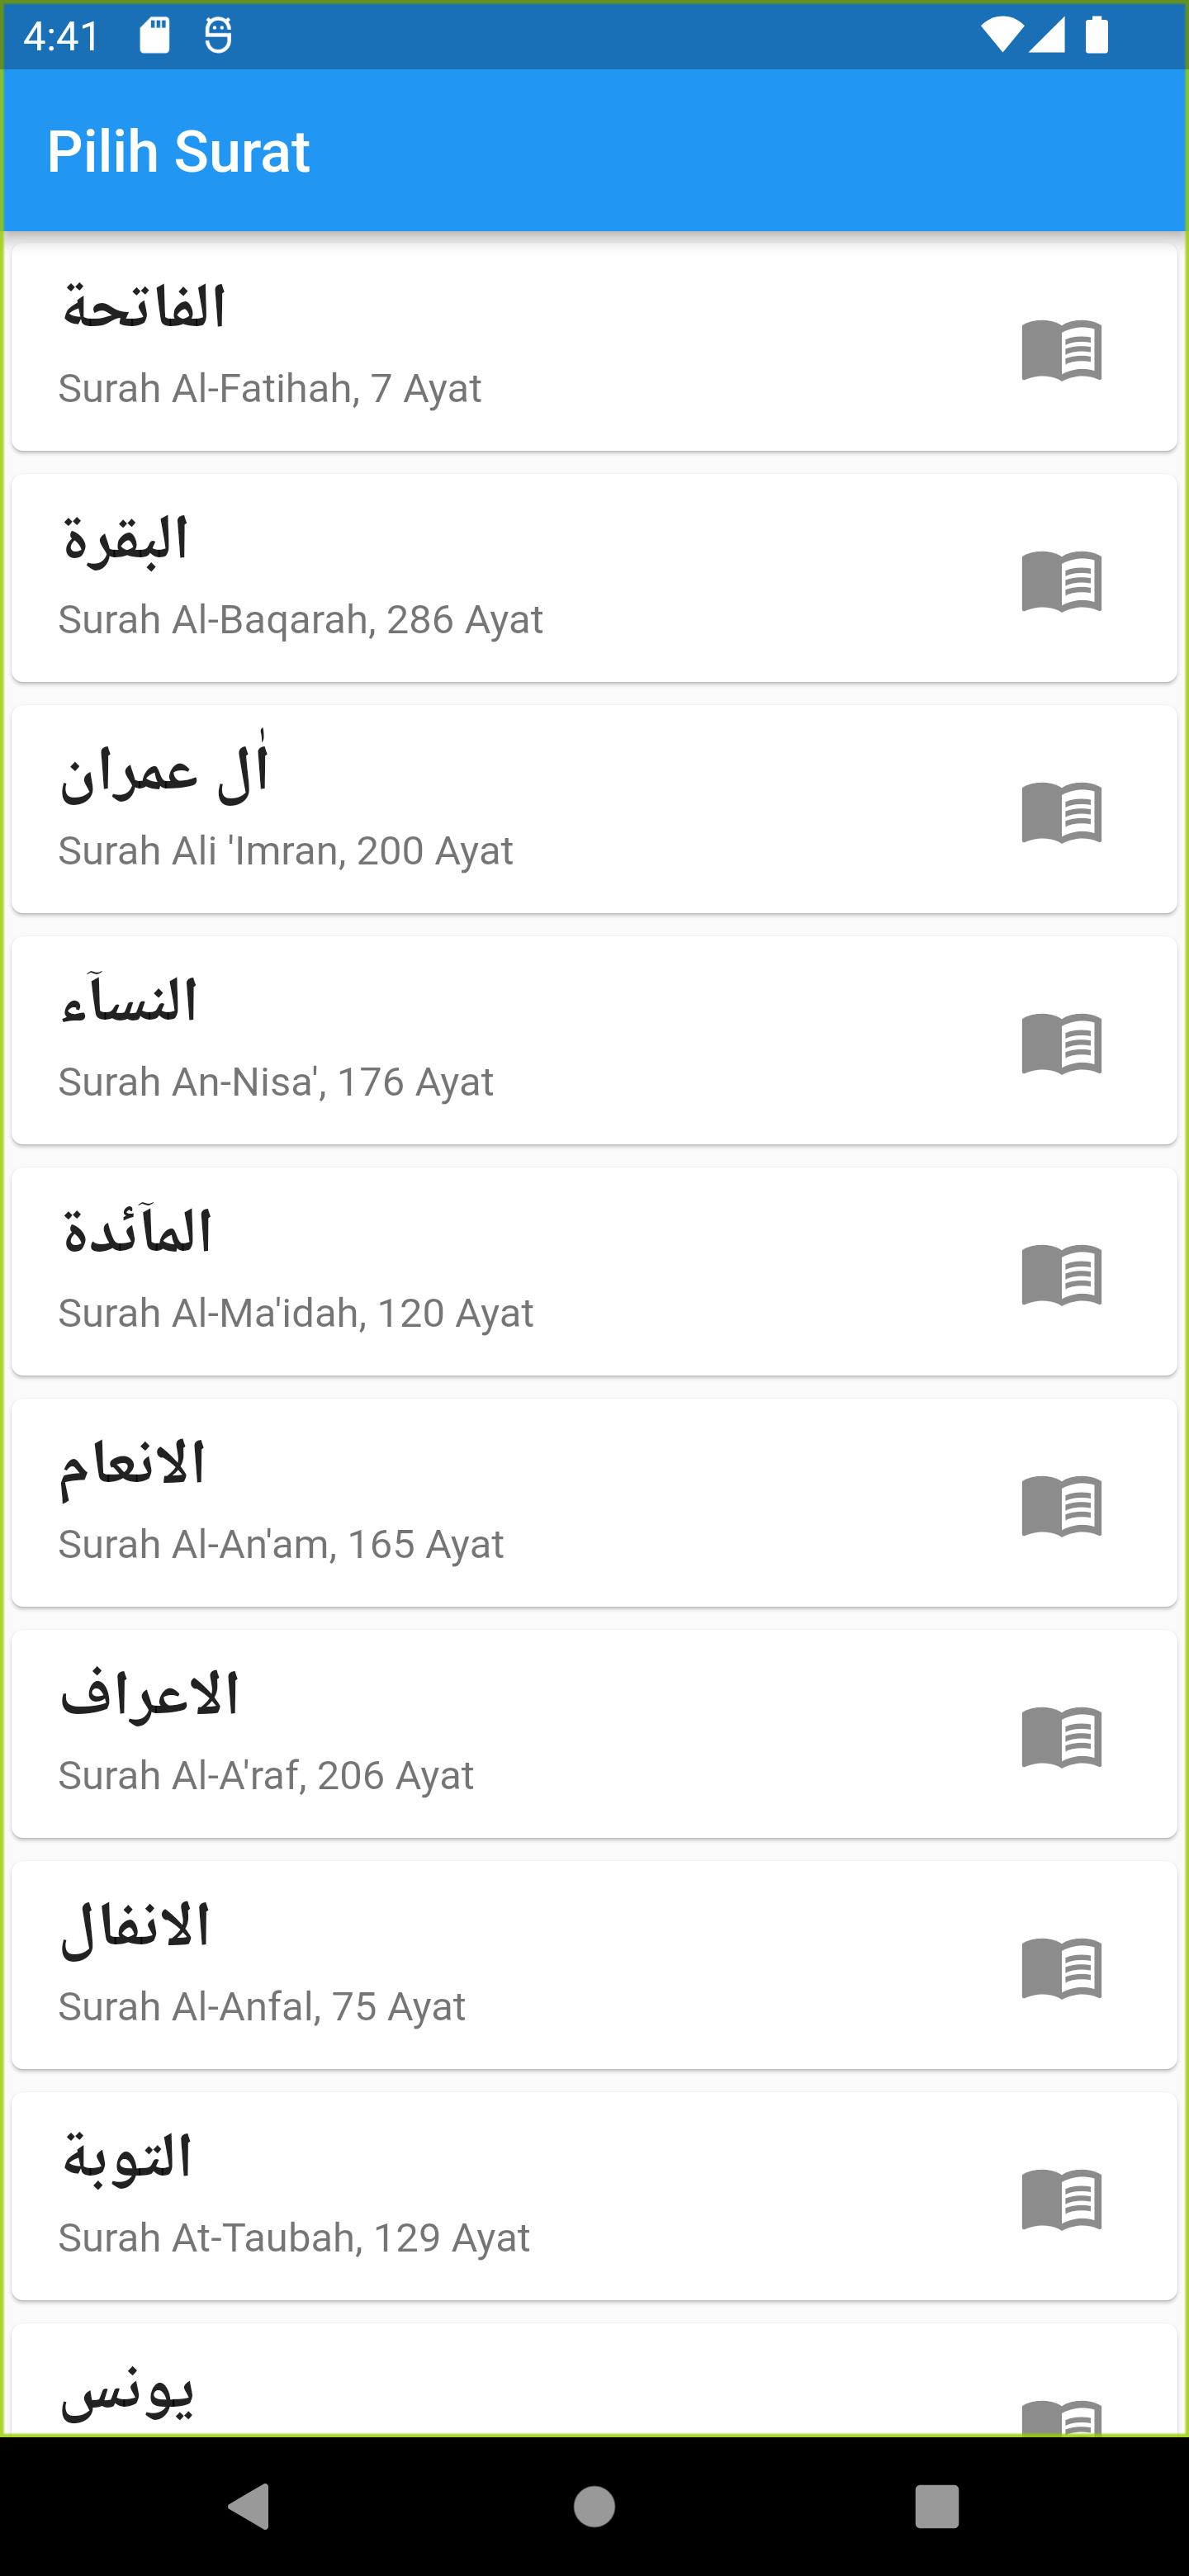 4:41
Pilih Surat
الفاتحة
Surah Al-Fatihah, 7 Ayat
البقرة
Surah Al-Baqarah, 286 Ayat
اٰل عمران
Surah Ali 'Imran, 200 Ayat
النساۤء
Surah An-Nisa', 176 Ayat
الماۤئدة
Surah Al-Ma'idah, 120 Ayat
الانعام
Surah Al-An'am, 165 Ayat
الاعراف
Surah Al-A'raf, 206 Ayat
الانفال
Surah Al-Anfal, 75 Ayat
التوبة
Surah At-Taubah, 129 Ayat
يونس